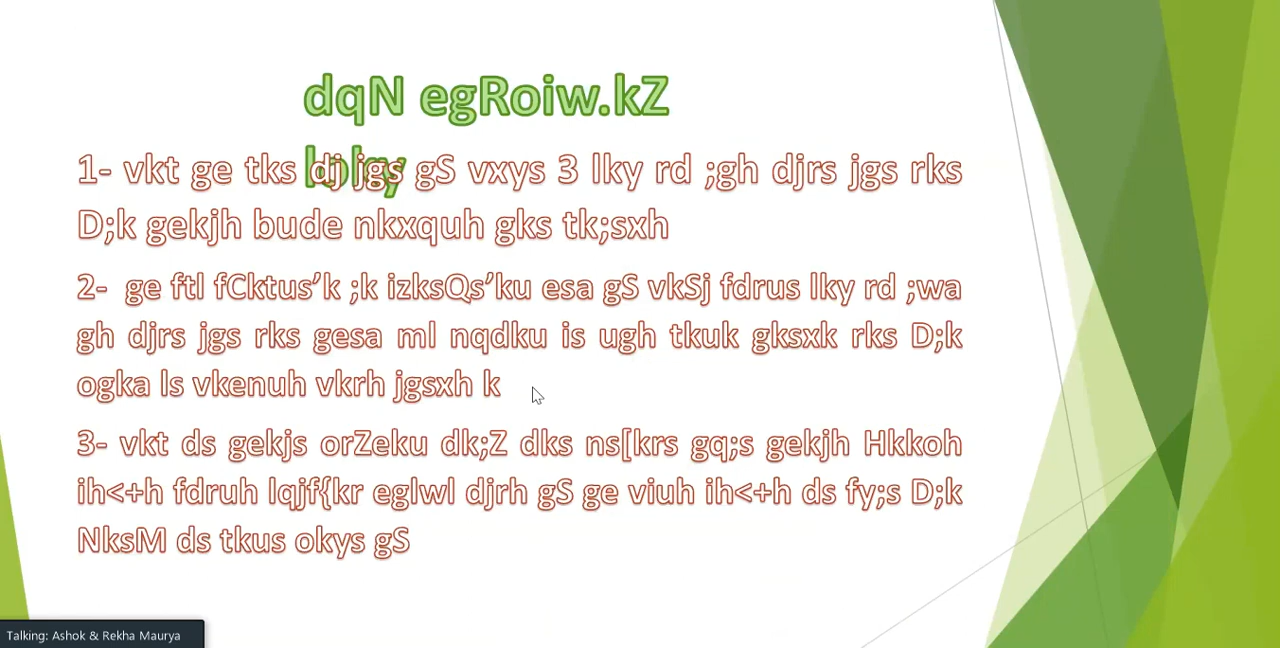 dqN egRoiw.kZ
loky
1- vkt ge tks dj jgs gS vxys 3 lky rd ;gh djrs jgs rks
D;k gekjh bude nkxquh gks tk;sxh
2- ge ftl fCktus’k ;k izksQs’ku esa gS vkSj fdrus lky rd ;wa
gh djrs jgs rks gesa ml nqdku is ugh tkuk gksxk rks D;k
ogka ls vkenuh vkrh jgsxh k
3- vkt ds gekjs orZeku dk;Z dks ns[krs gq;s gekjh Hkkoh
ih<+h fdruh lqjf{kr eglwl djrh gS ge viuh ih<+h ds fy;s D;k
NksM ds tkus okys gS
Talking: Ashok & Rekha Maurya